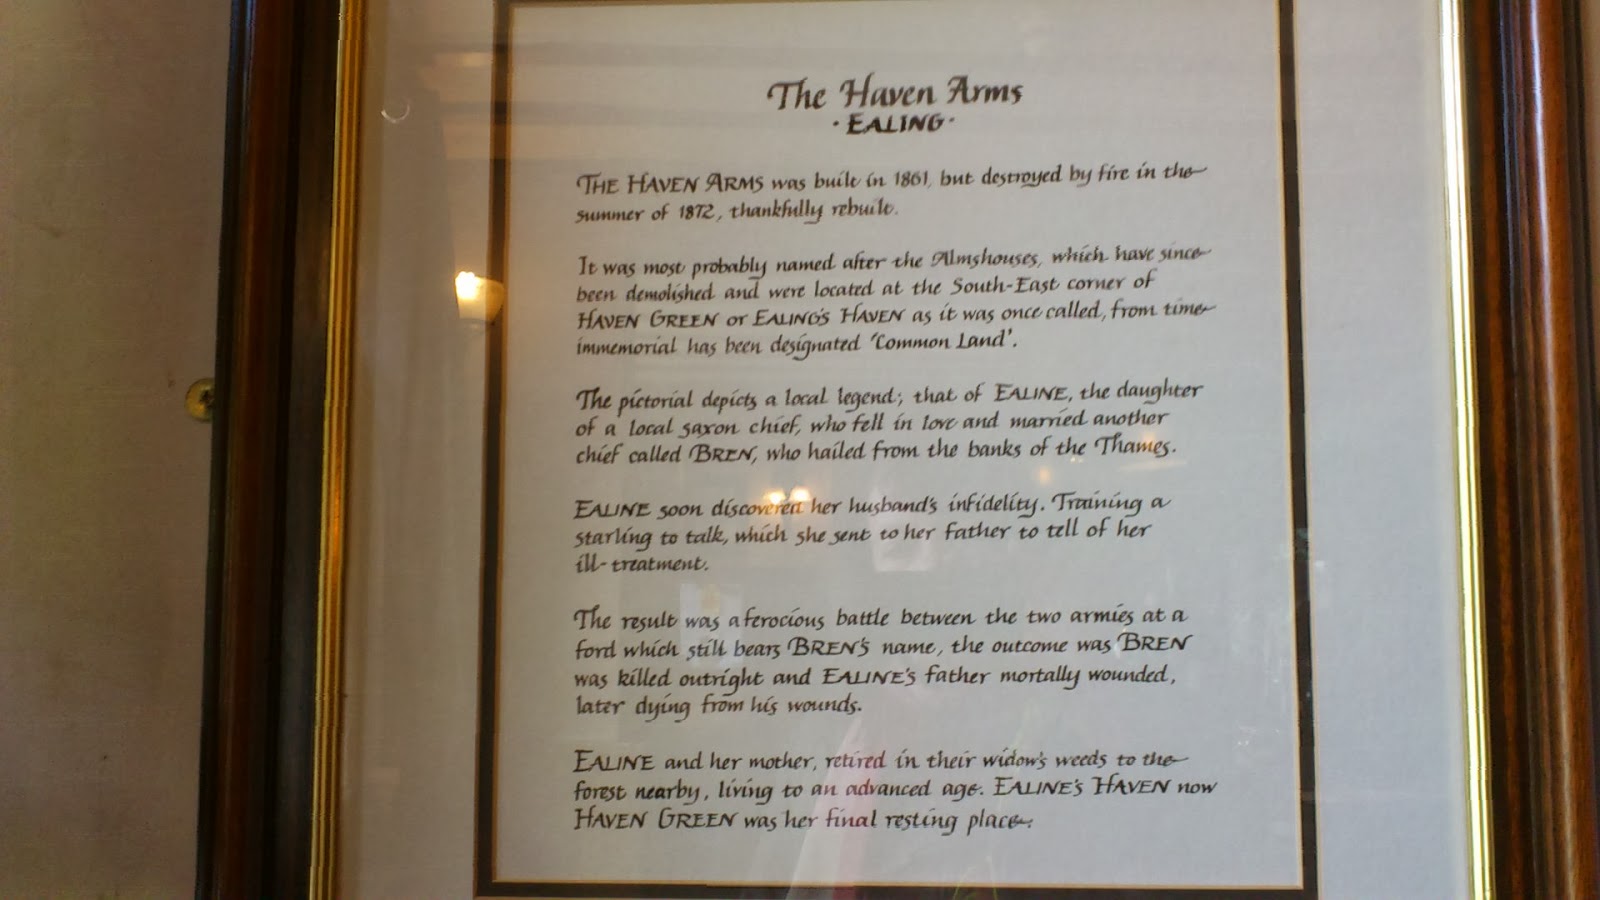 The Haven Arms
· EALING ·
THE HAVEN ARMS was built in 1861, but destroyed by fire in the
summer of 1872, thankfully rebuilt.
It was most probably named after the Almshouses, which have since
been demolished and were located at the South-East corner of
HAVEN GREEN or EALING'S HAVEN as it was once called, from time
immemorial has been designated 'Common Land'.
The pictorial depicts a local legend; that of EALINE, the daughter
of a local saxon chief, who fell in love and married another
chief called BREN, who hailed from the banks of the Thames.
EALINE soon discovered her husband's infidelity. Training a
starling to talk, which she sent to her father to tell of her
ill-treatment.
The result was a ferocious battle between the two armies at a
ford which still bears BREN'S name, the outcome was BREN
was killed outright and EALINE'S father mortally wounded,
later dying from his wounds.
EALINE and her mother, retired in their widow's weeds to the
forest nearby, living to an advanced age. EALINE'S HAVEN now
HAVEN GREEN was her final resting place.